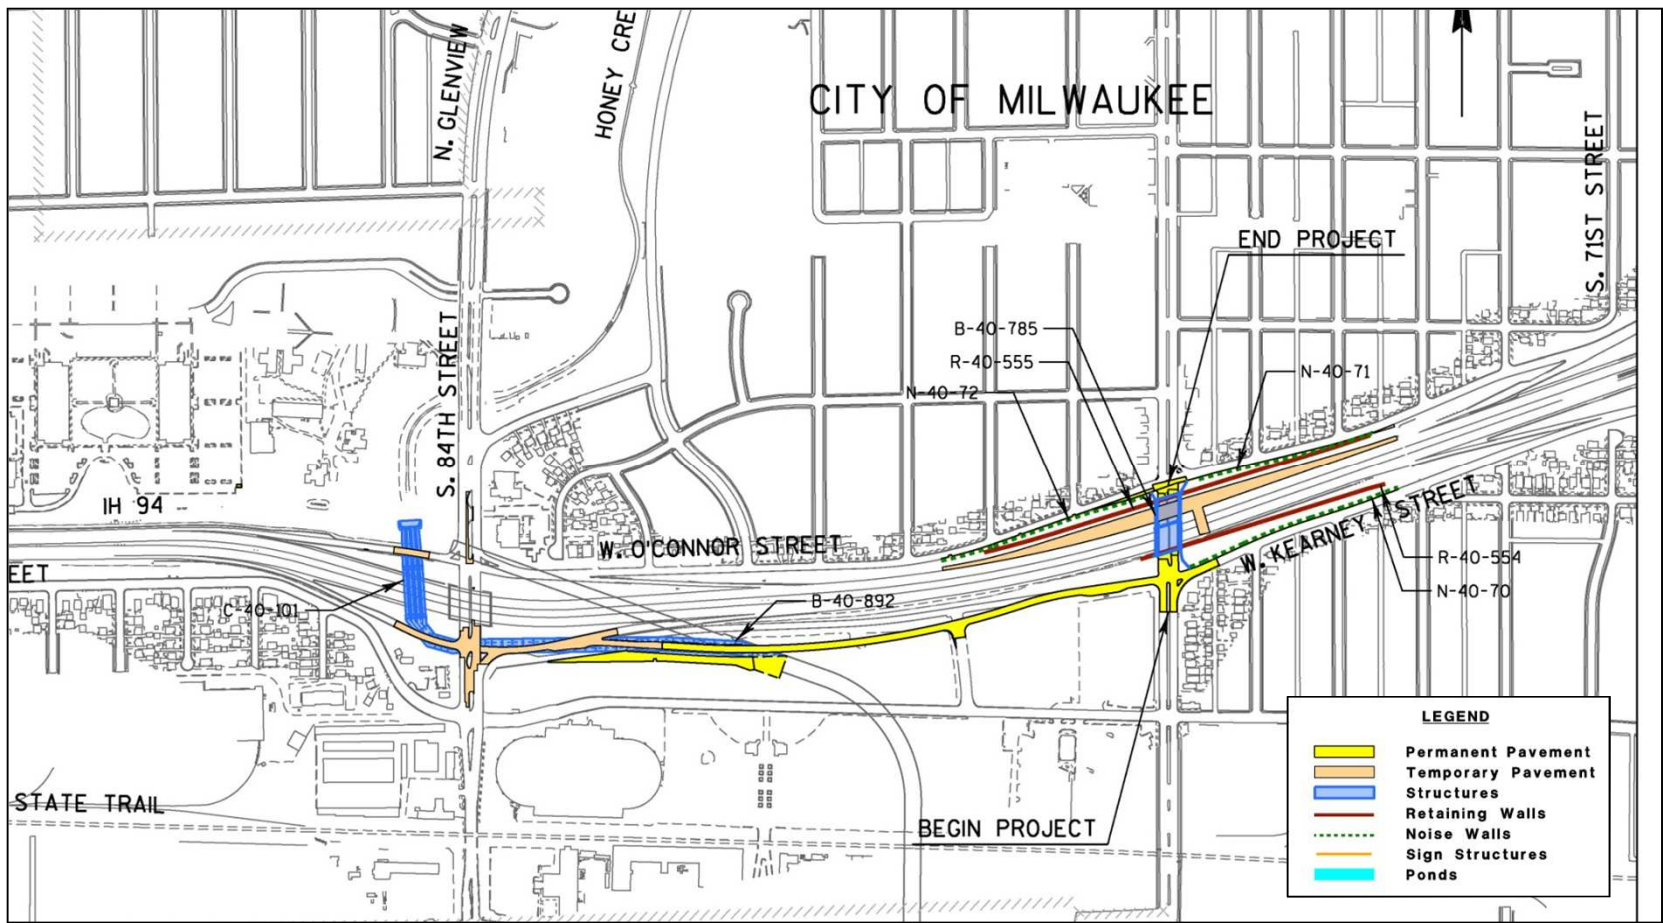 N. GLENVIEW
HONEY CRE
CITY OF MILWAUKEE
S. 71ST STREET
END PROJECT
B-40-785
R-40-555
N-40-72
N-40-71
S. 84TH STREET
IH 94
W. O'CONNOR STREET
W. KEARNEY STREET
R-40-554
N-40-70
EET
C-40-101
B-40-892
STATE TRAIL
BEGIN PROJECT
LEGEND
Permanent Pavement
Temporary Pavement
Structures
Retaining Walls
Noise Walls
Sign Structures
Ponds